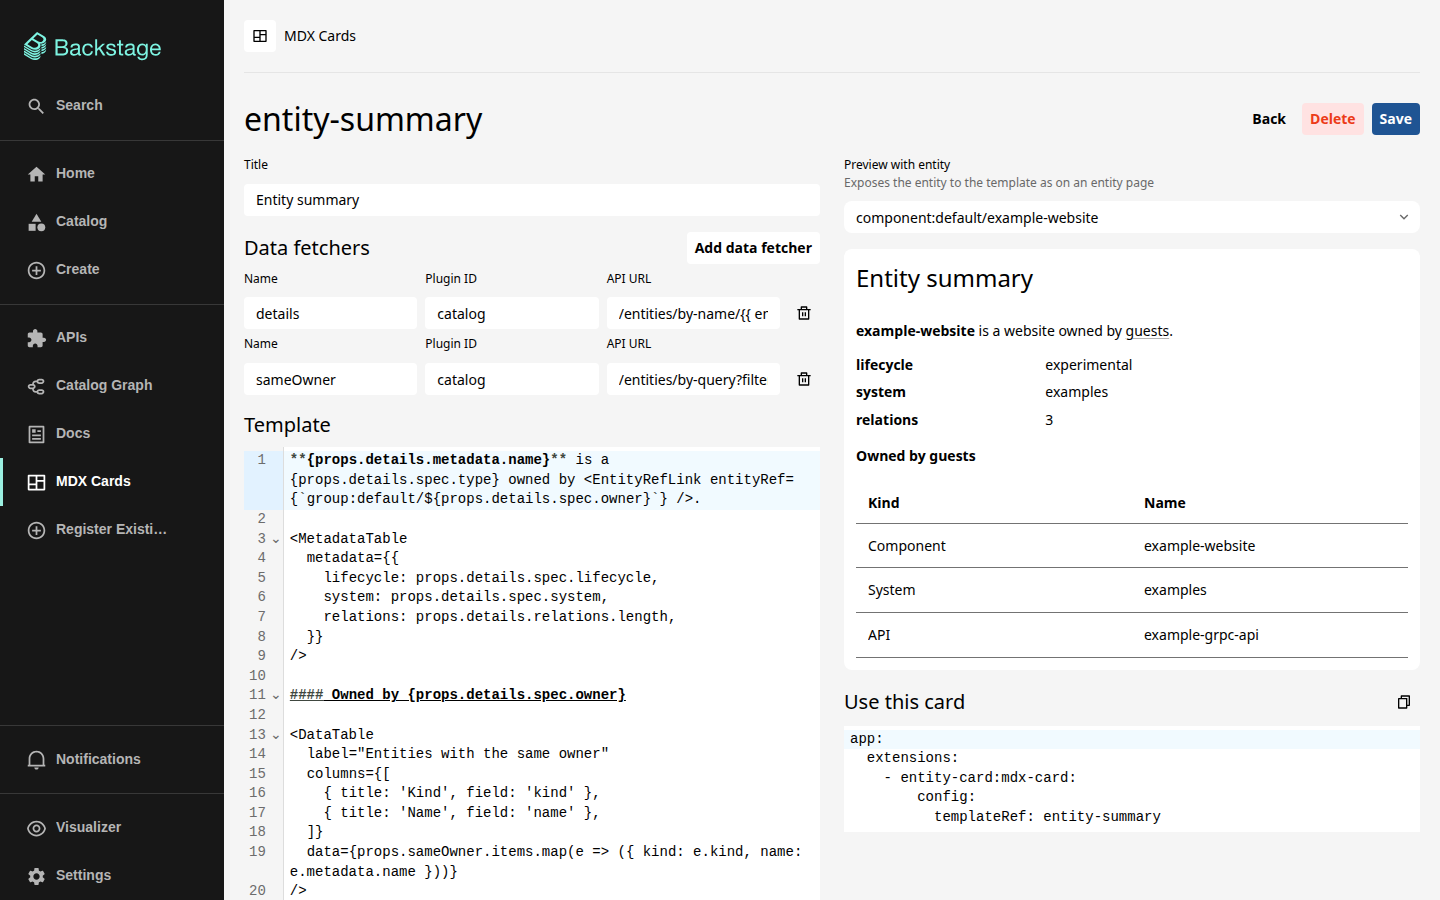 Backstage
Search
Home
Catalog
Create
APIs
Catalog Graph
Docs
MDX Cards
Register Existi...
Notifications
Visualizer
Settings
MDX Cards
entity-summary
Back
Delete
Save
Title
Entity summary
Data fetchers
Add data fetcher
Name
Plugin ID
API URL
details
catalog
/entities/by-name/{{ er
Name
Plugin ID
API URL
sameOwner
catalog
/entities/by-query?filte
Template
1 **{props.details.metadata.name}** is a
{props.details.spec.type} owned by <EntityRefLink entityRef=
{`group:default/${props.details.spec.owner}`} />.
2
3 <MetadataTable
4 metadata={{
5 lifecycle: props.details.spec.lifecycle,
6 system: props.details.spec.system,
7 relations: props.details.relations.length,
8 }}
9 />
10
11 #### Owned by {props.details.spec.owner}
12
13 <DataTable
14 label="Entities with the same owner"
15 columns={[
16 { title: 'Kind', field: 'kind' },
17 { title: 'Name', field: 'name' },
18 ]}
19 data={props.sameOwner.items.map(e => ({ kind: e.kind, name:
e.metadata.name }))}
20 />
Preview with entity
Exposes the entity to the template as on an entity page
component:default/example-website
Entity summary
example-website is a website owned by guests.
lifecycle experimental
system examples
relations 3
Owned by guests
Kind Name
Component example-website
System examples
API example-grpc-api
Use this card
app:
extensions:
- entity-card:mdx-card:
config:
templateRef: entity-summary